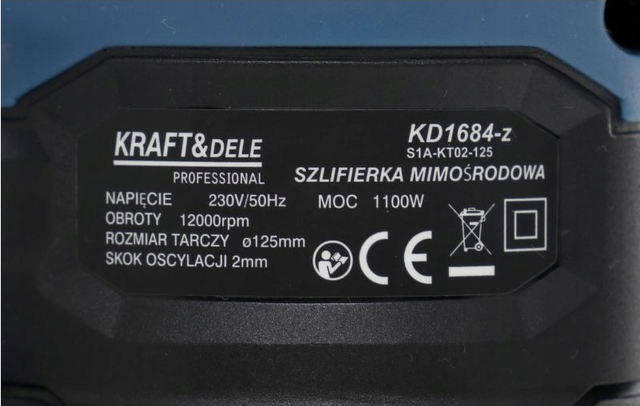 KRAFT&DELE
PROFESSIONAL
KD1684-z
S1A-KT02-125
SZLIFIERKA MIMOŚRODOWA
NAPIĘCIE 230V/50Hz MOC 1100W
OBROTY 12000rpm
ROZMIAR TARCZY ø125mm
SKOK OSCYLACJI 2mm
CE